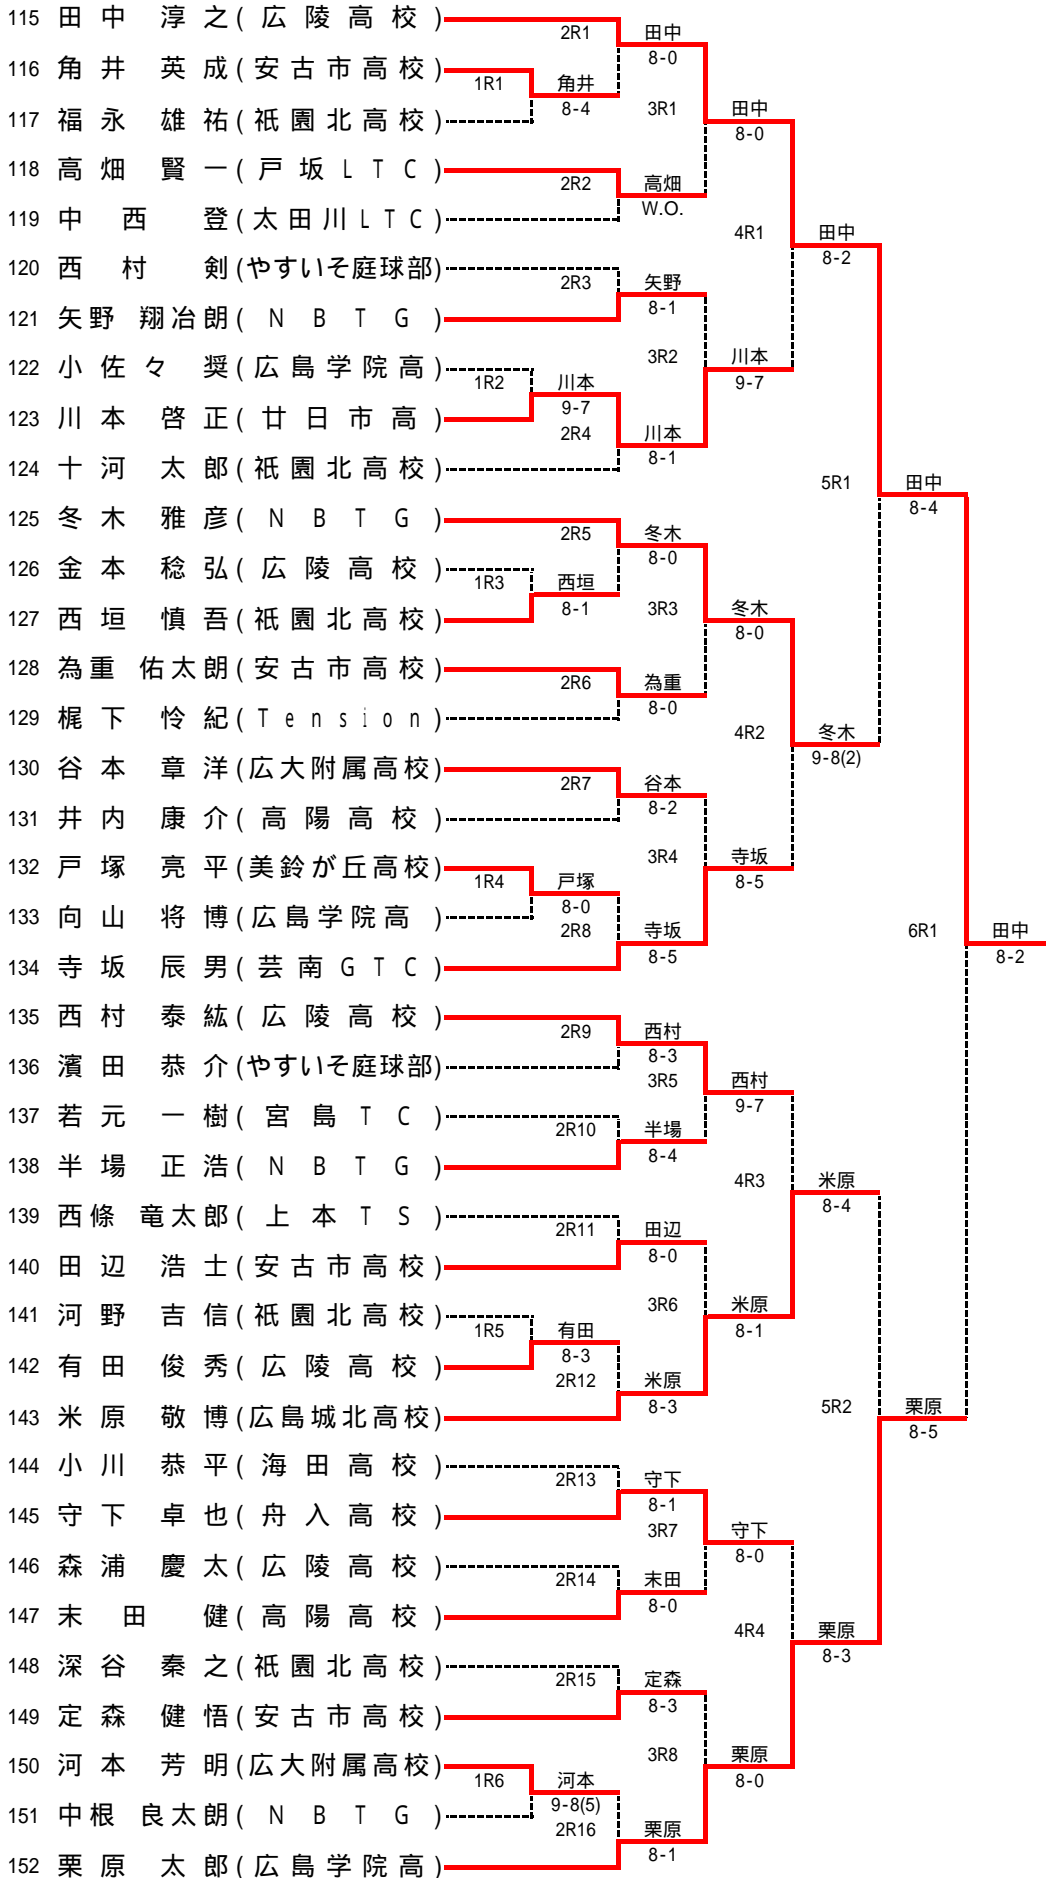 115 田中 淳之(広陵高校)
2R1 田中
8-0
116 角井 英成(安古市高校)
1R1 角井
8-4
3R1 田中
8-0
117 福永 雄祐(祇園北高校)
118 高畑 賢一(戸坂LTC)
2R2 高畑
W.O.
119 中西 登(太田川LTC)
4R1 田中
8-2
120 西村 剣(やすいそ庭球部)
2R3 矢野
8-1
121 矢野 翔冶朗(NBTG)
3R2 川本
9-7
122 小佐々 奨(広島学院高)
1R2 川本
9-7
123 川本 啓正(廿日市高)
2R4 川本
8-1
124 十河 太郎(祇園北高校)
5R1 田中
8-4
125 冬木 雅彦(NBTG)
2R5 冬木
8-0
126 金本 稔弘(広陵高校)
1R3 西垣
8-1
3R3 冬木
8-0
127 西垣 慎吾(祇園北高校)
128 為重 佑太朗(安古市高校)
2R6 為重
8-0
129 梶下 怜紀(Tension)
4R2 冬木
9-8(2)
130 谷本 章洋(広大附属高校)
2R7 谷本
8-2
131 井内 康介(高陽高校)
3R4 寺坂
8-5
132 戸塚 亮平(美鈴が丘高校)
1R4 戸塚
8-0
133 向山 将博(広島学院高)
2R8 寺坂
8-5
6R1 田中
8-2
134 寺坂 辰男(芸南GTC)
135 西村 泰紘(広陵高校)
2R9 西村
8-3
136 濱田 恭介(やすいそ庭球部)
3R5 西村
9-7
137 若元 一樹(宮島TC)
2R10 半場
8-4
138 半場 正浩(NBTG)
4R3 米原
8-4
139 西條 竜太郎(上本TS)
2R11 田辺
8-0
140 田辺 浩士(安古市高校)
3R6 米原
8-1
141 河野 吉信(祇園北高校)
1R5 有田
8-3
142 有田 俊秀(広陵高校)
2R12 米原
8-3
143 米原 敬博(広島城北高校)
5R2 栗原
8-5
144 小川 恭平(海田高校)
2R13 守下
8-1
145 守下 卓也(舟入高校)
3R7 守下
8-0
146 森浦 慶太(広陵高校)
2R14 末田
8-0
147 末田 健(高陽高校)
4R4 栗原
8-3
148 深谷 秦之(祇園北高校)
2R15 定森
8-3
149 定森 健悟(安古市高校)
3R8 栗原
8-0
150 河本 芳明(広大附属高校)
1R6 河本
9-8(5)
151 中根 良太朗(NBTG)
2R16 栗原
8-1
152 栗原 太郎(広島学院高)